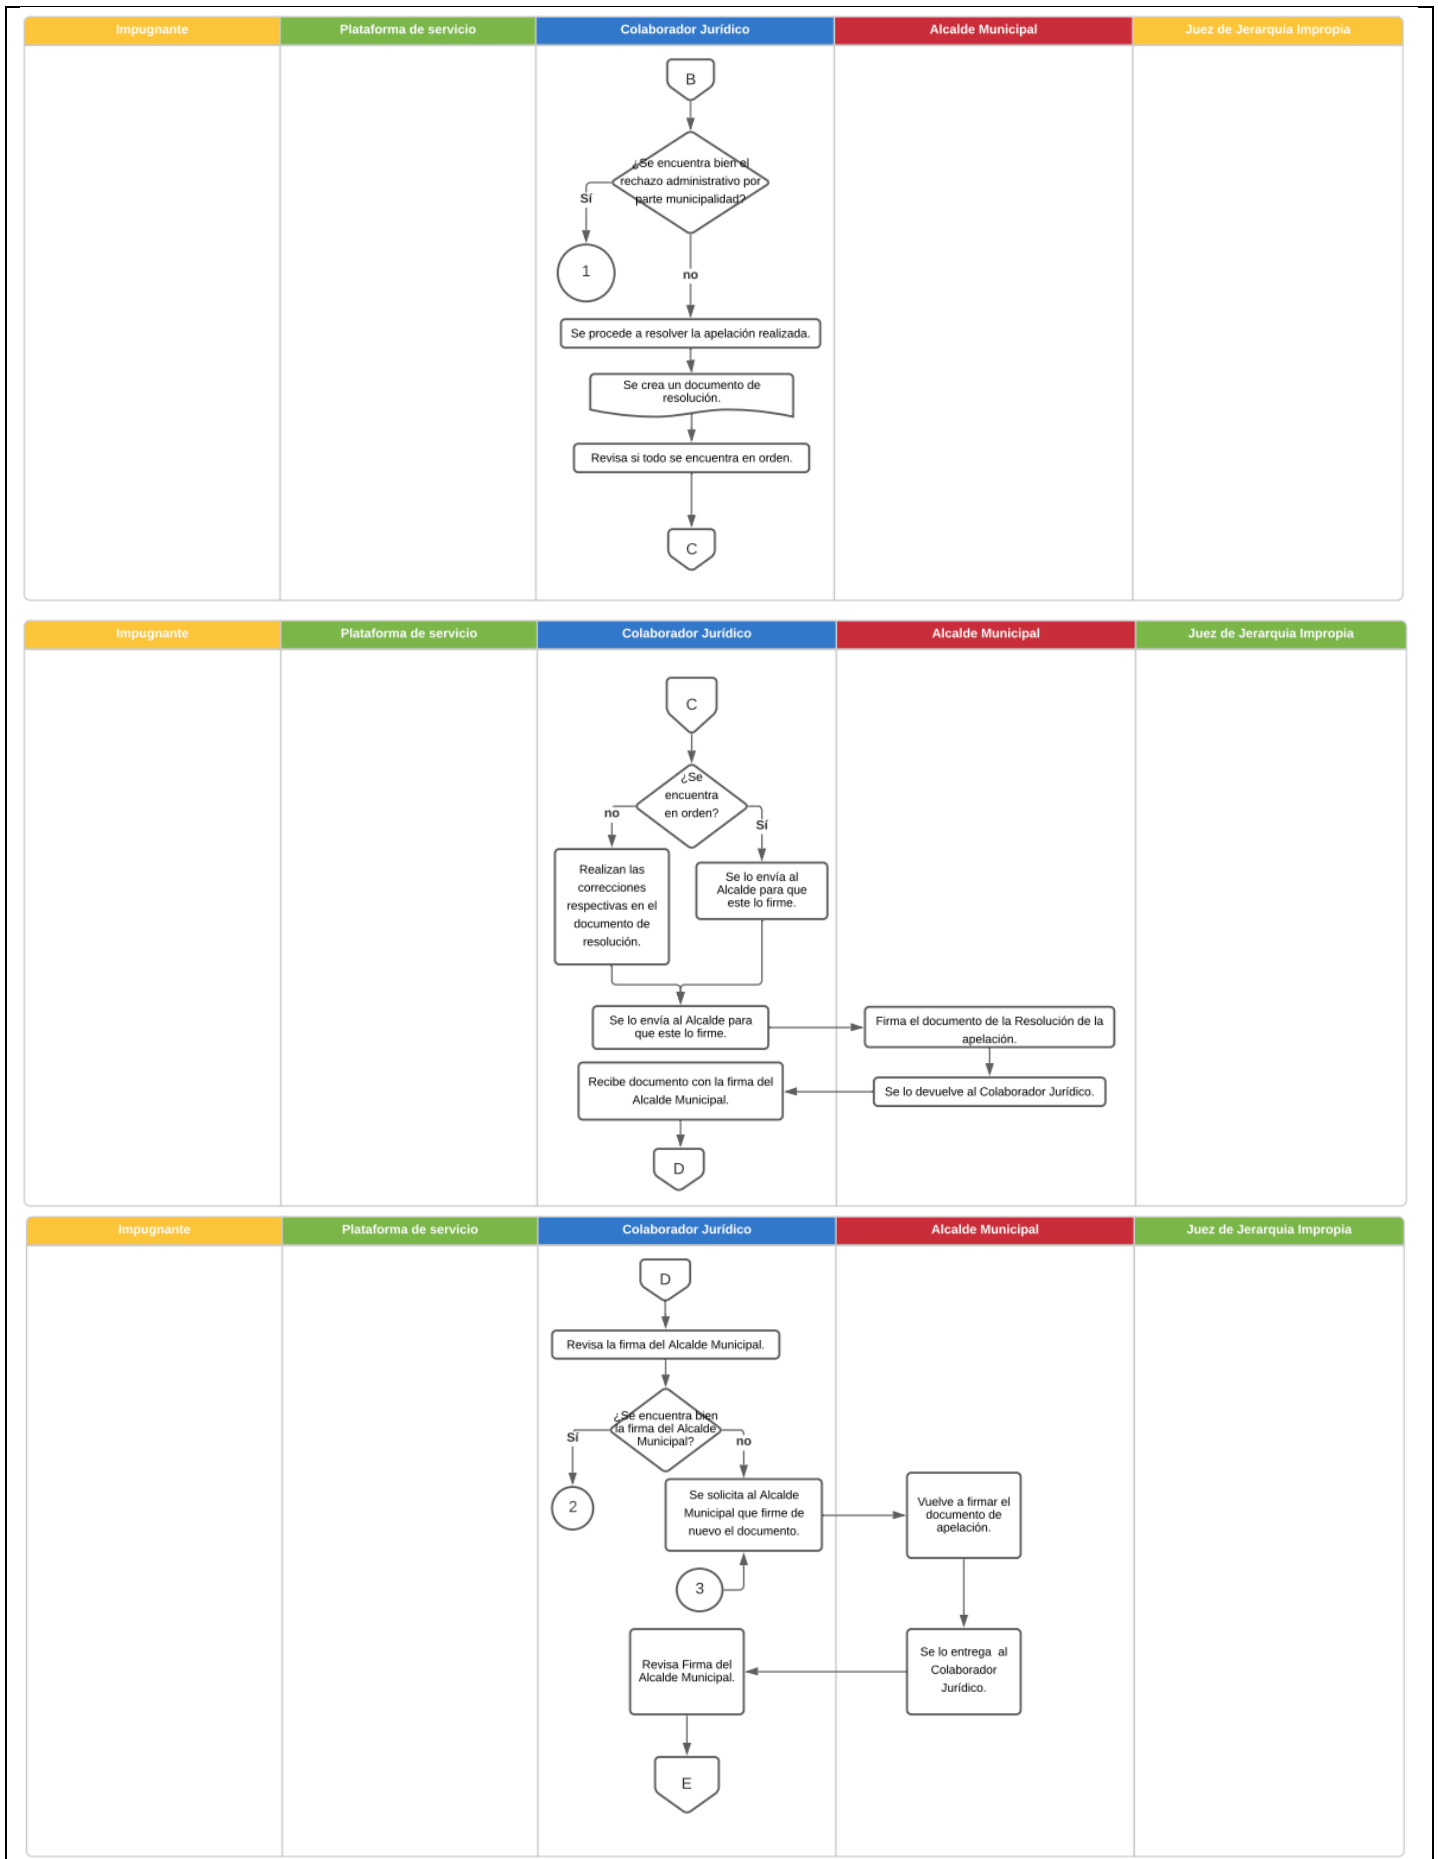 Impugnante
Plataforma de servicio
Colaborador Jurídico
Alcalde Municipal
Juez de Jerarquia Impropia
B
¿Se encuentra bien el
rechazo administrativo por
parte municipalidad?
Sí
1
no
Se procede a resolver la apelación realizada.
Se crea un documento de
resolución.
Revisa si todo se encuentra en orden.
C
Impugnante
Plataforma de servicio
Colaborador Jurídico
Alcalde Municipal
Juez de Jerarquia Impropia
C
¿Se
encuentra
en orden?
no
Sí
Realizan las
correcciones
respectivas en el
documento de
resolución.
Se lo envía al
Alcalde para que
este lo firme.
Se lo envía al Alcalde para
que este lo firme.
Firma el documento de la Resolución de la
apelación.
Se lo devuelve al Colaborador Jurídico.
Recibe documento con la firma del
Alcalde Municipal.
D
Impugnante
Plataforma de servicio
Colaborador Jurídico
Alcalde Municipal
Juez de Jerarquia Impropia
D
Revisa la firma del Alcalde Municipal.
¿Se encuentra bien
la firma del Alcalde
Municipal?
Sí
no
2
Se solicita al Alcalde
Municipal que firme de
nuevo el documento.
Vuelve a firmar el
documento de
apelación.
3
Se lo entrega  al
Colaborador
Jurídico.
Revisa Firma del
Alcalde Municipal.
E